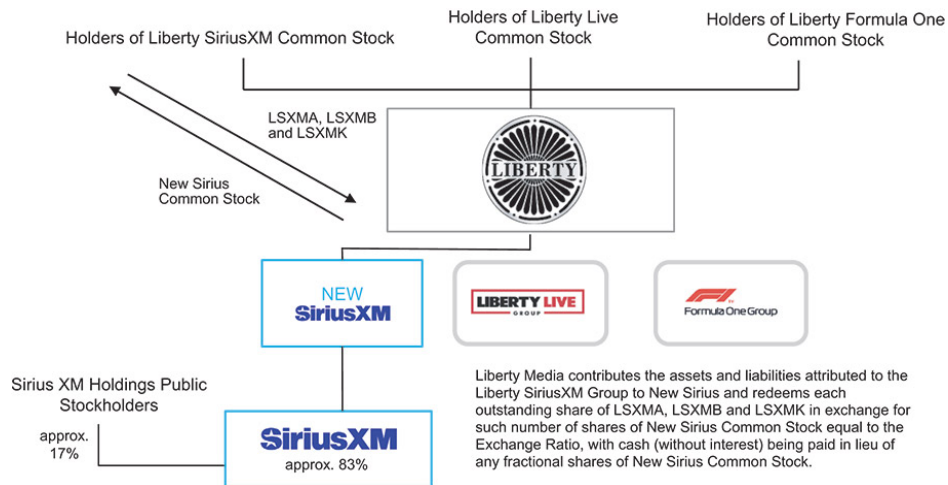 Holders of Liberty SiriusXM Common Stock
Holders of Liberty Live
Common Stock
Holders of Liberty Formula One
Common Stock
LSXMA, LSXMB
and LSXMK
New Sirius
Common Stock
LIBERTY
NEW
SiriusXM
LIBERTY LIVE
GROUP
F1
Formula One Group
Sirius XM Holdings Public
Stockholders
approx.
17%
SiriusXM
approx. 83%
Liberty Media contributes the assets and liabilities attributed to the
Liberty SiriusXM Group to New Sirius and redeems each
outstanding share of LSXMA, LSXMB and LSXMK in exchange for
such number of shares of New Sirius Common Stock equal to the
Exchange Ratio, with cash (without interest) being paid in lieu of
any fractional shares of New Sirius Common Stock.